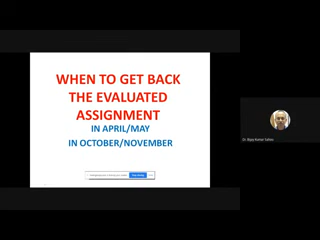 WHEN TO GET BACK
THE EVALUATED
ASSIGNMENT
IN APRIL/MAY
IN OCTOBER/NOVEMBER